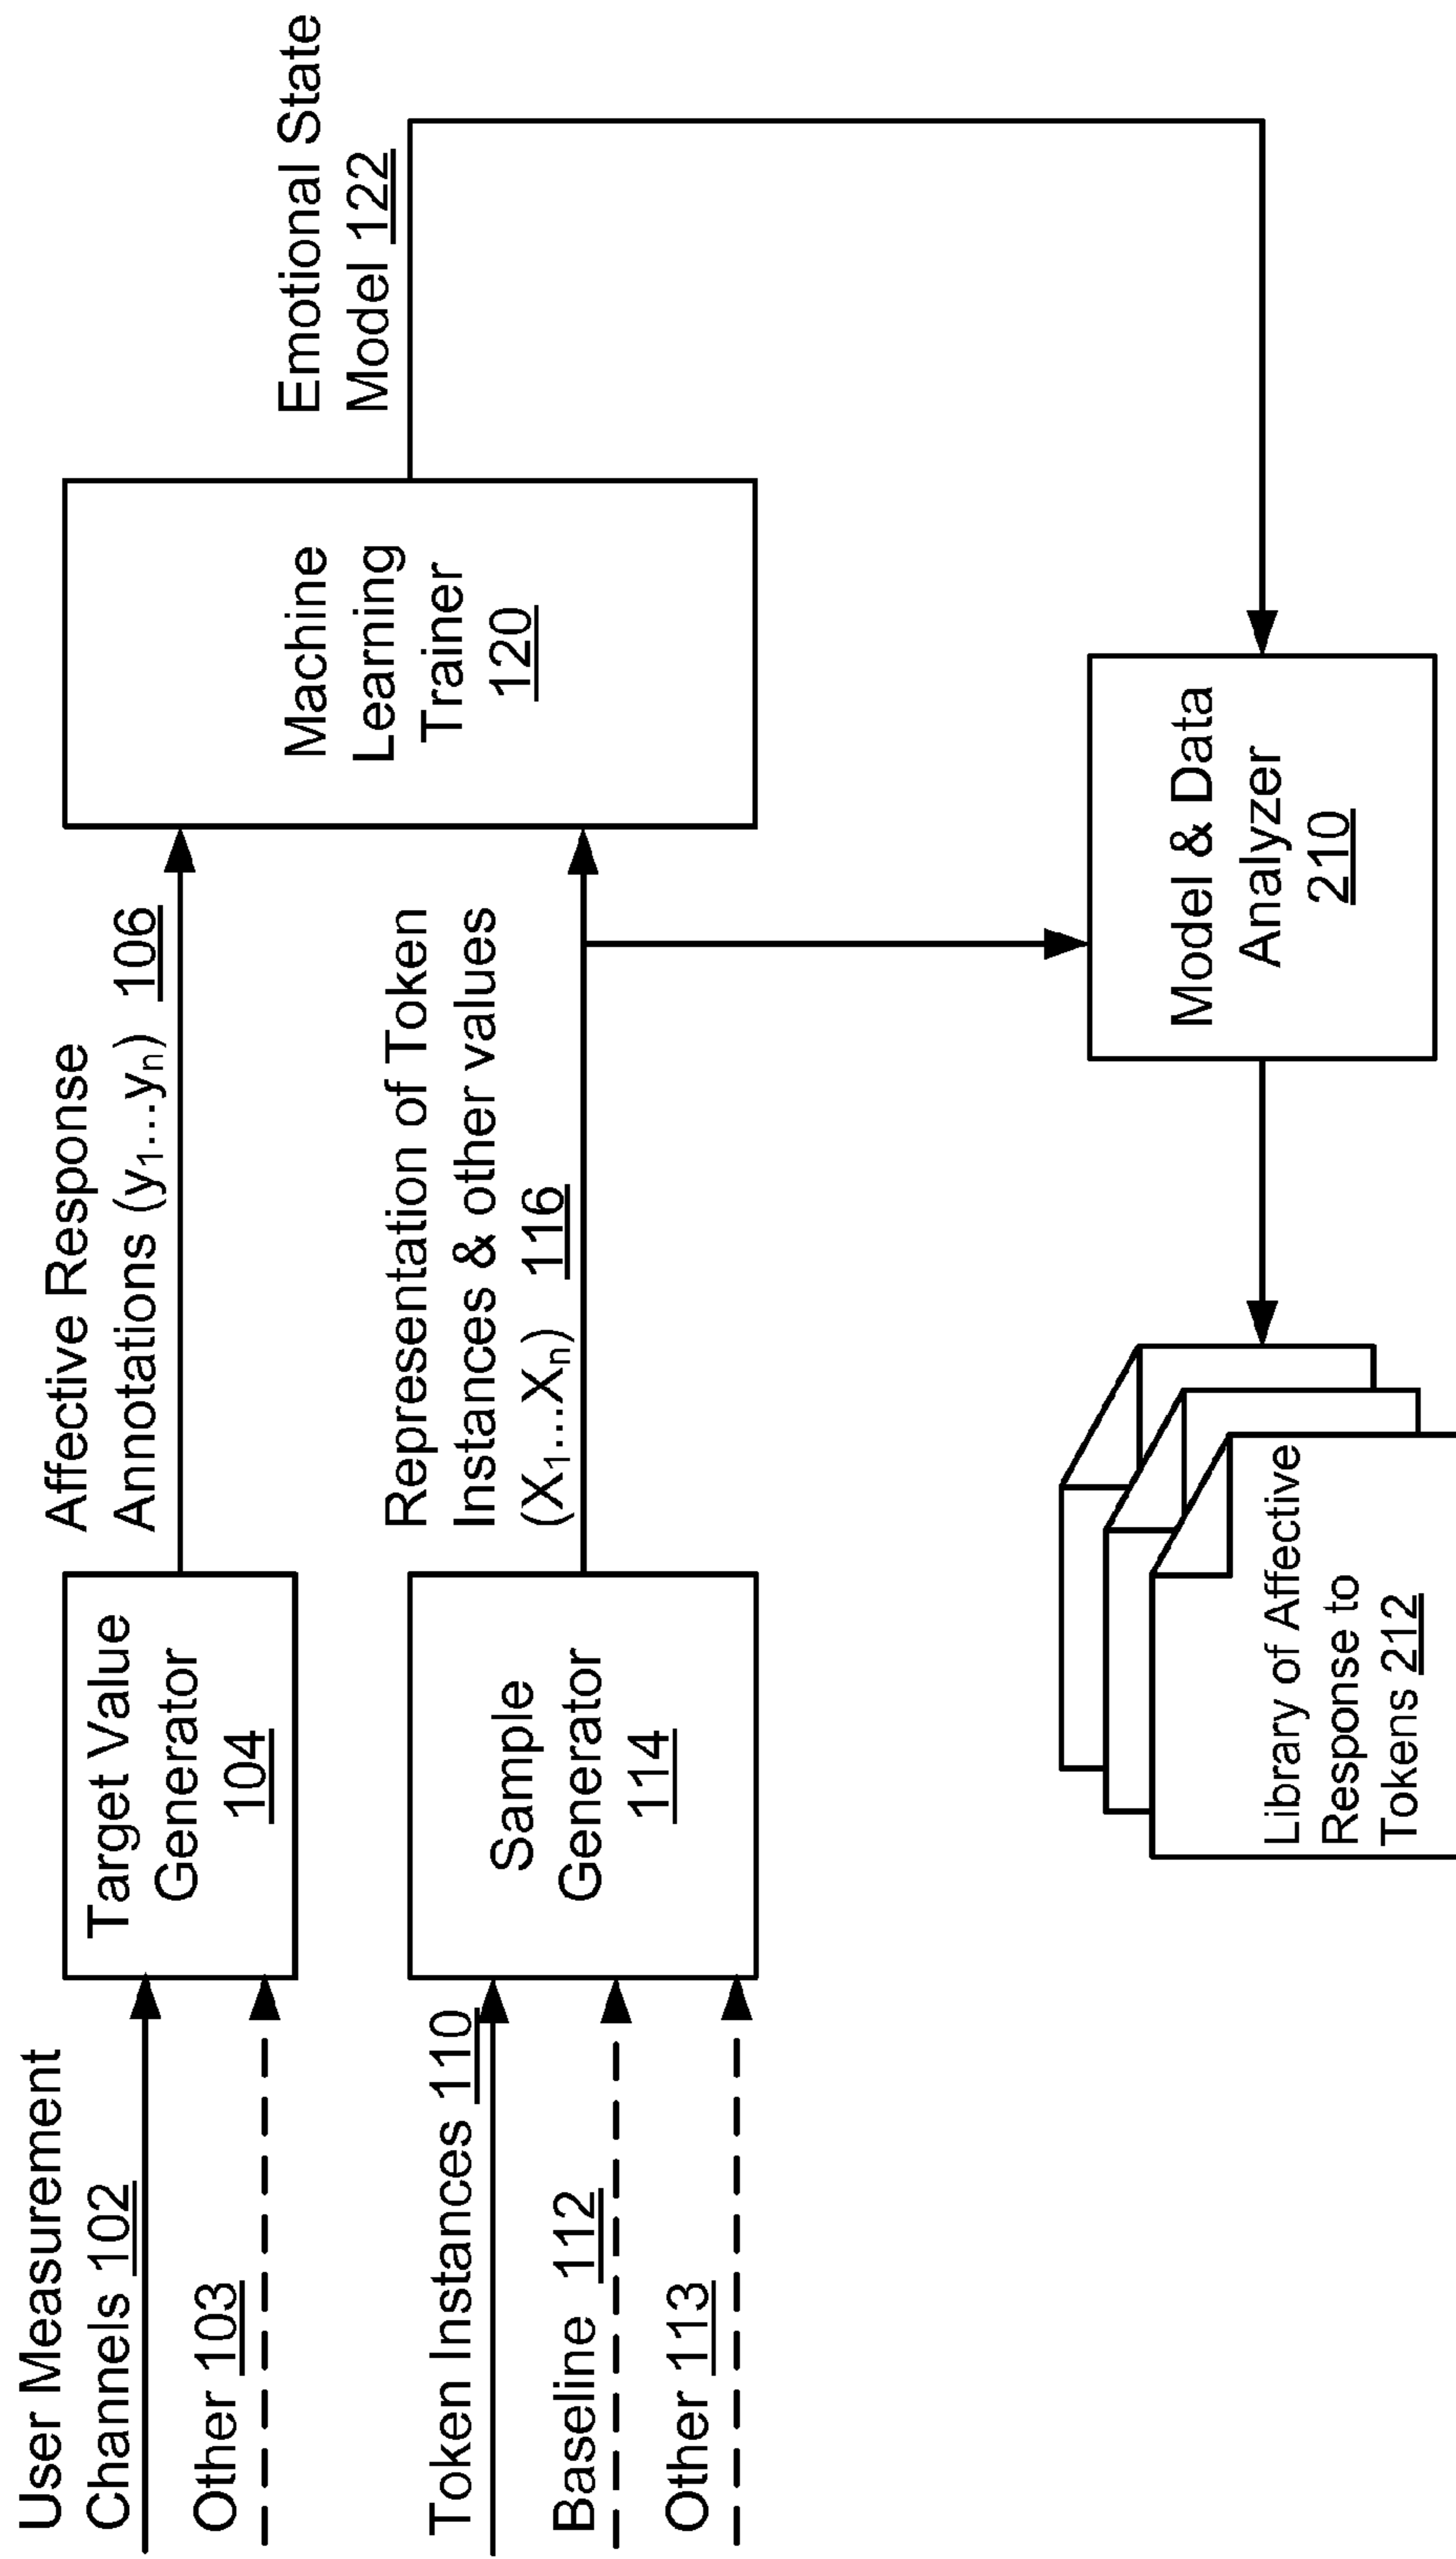 User Measurement
Channels 102
Other 103
Target Value
Generator
104
Affective Response
Annotations (y₁...yₙ) 106
Token Instances 110
Baseline 112
Other 113
Sample
Generator
114
Representation of Token
Instances & other values
(X₁...Xₙ) 116
Machine
Learning
Trainer
120
Emotional State
Model 122
Model & Data
Analyzer
210
Library of Affective
Response to
Tokens 212